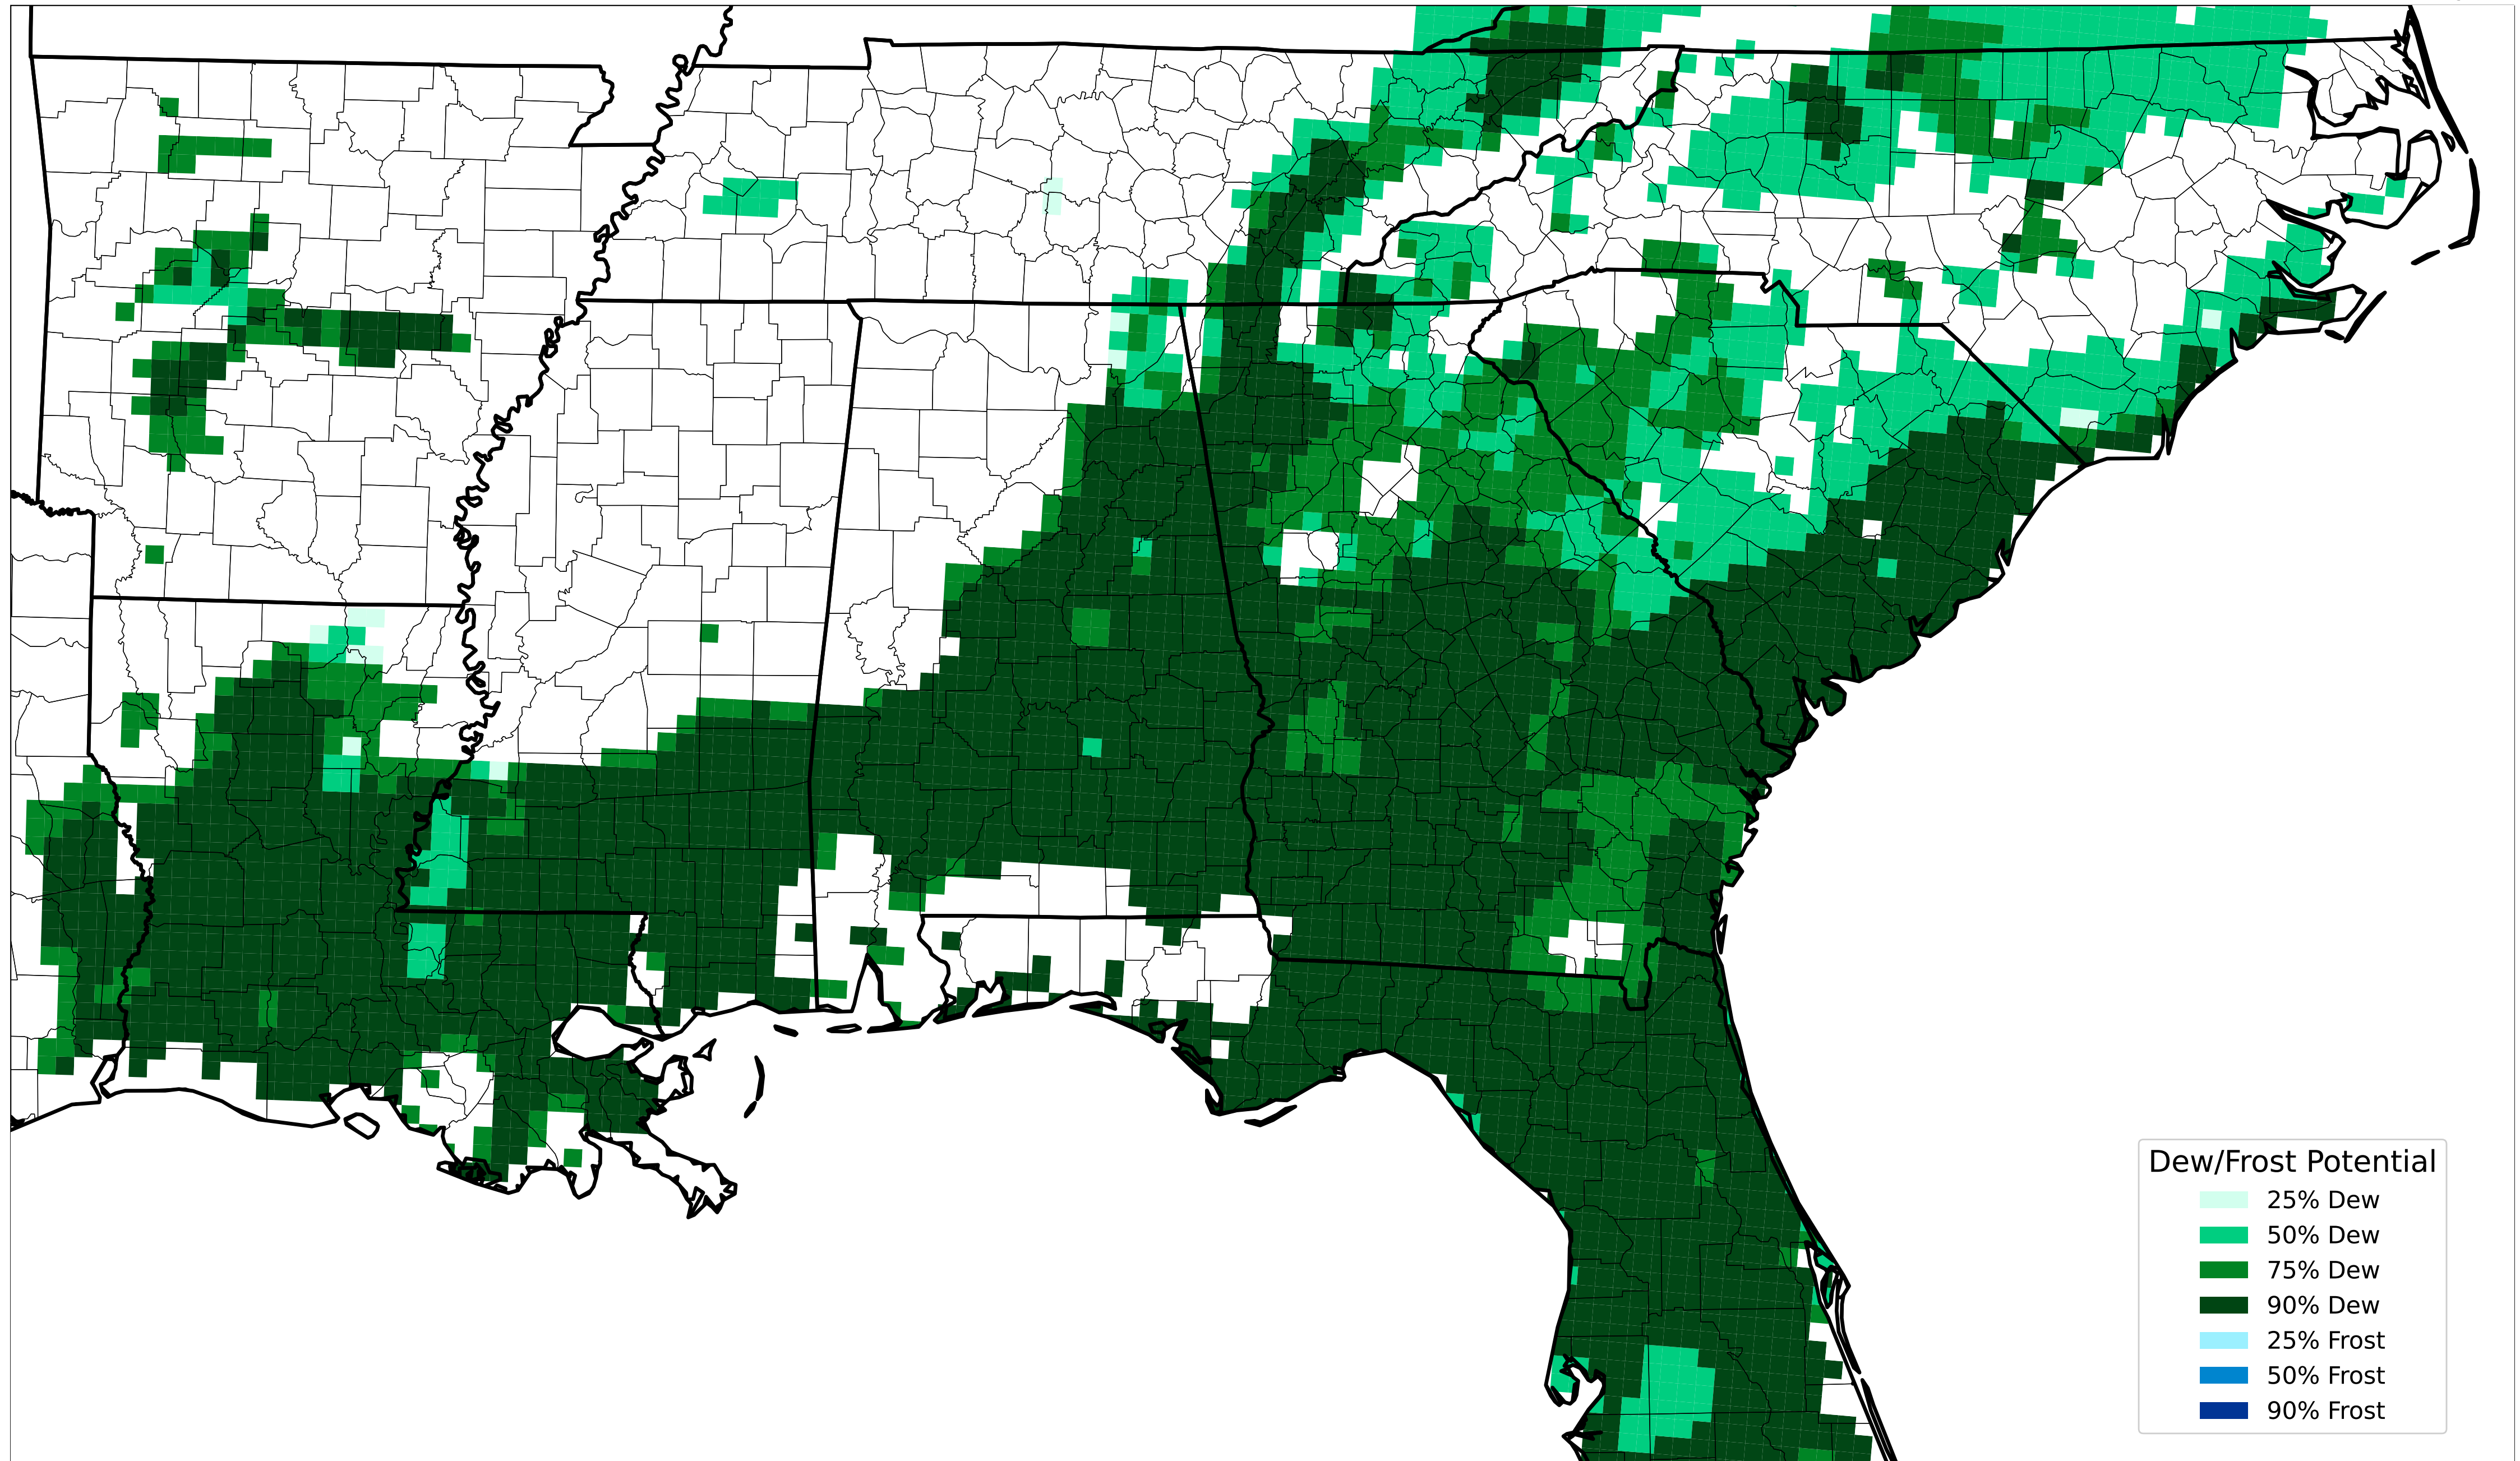 Dew/Frost Potential
25% Dew
50% Dew
75% Dew
90% Dew
25% Frost
50% Frost
90% Frost